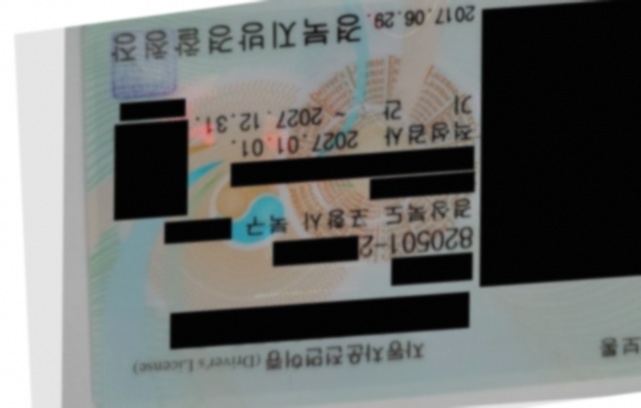 자동차운전면허증 (Driver's License)
보통
820501-2
경상북도 포항시 북구
적성검사 2027.01.01.
기 간 ~ 2027.12.31.
2017.06.29.
경북지방경찰청장